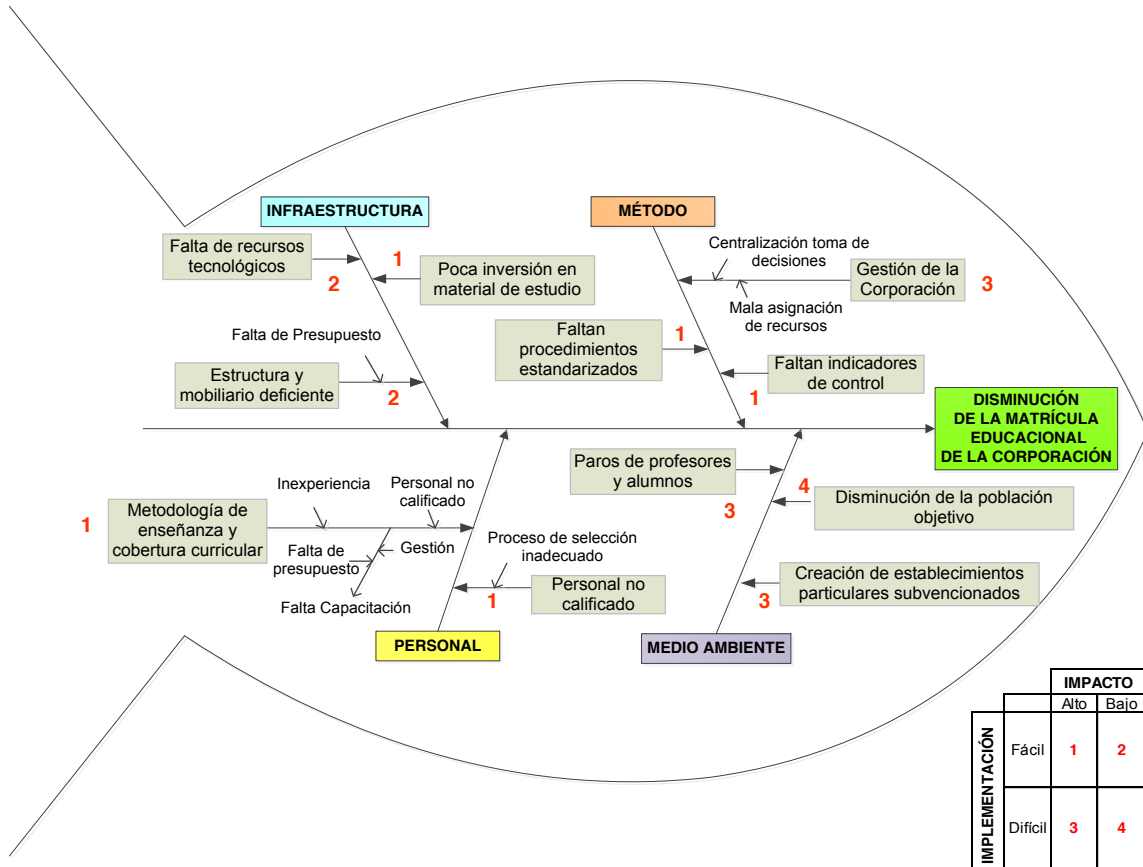 INFRAESTRUCTURA
MÉTODO
Falta de recursos
tecnológicos
2
1
Poca inversión en
material de estudio
Centralización toma de
decisiones
Gestión de la
Corporación
3
Mala asignación
de recursos
Falta de Presupuesto
Estructura y
mobiliario deficiente
2
Faltan
procedimientos
estandarizados
1
Faltan indicadores
de control
1
DISMINUCIÓN
DE LA MATRÍCULA
EDUCACIONAL
DE LA CORPORACIÓN
1
Metodología de
enseñanza y
cobertura curricular
Inexperiencia
Personal no
calificado
Falta de
presupuesto
Gestión
Falta Capacitación
Proceso de selección
inadecuado
1
Personal no
calificado
Paros de profesores
y alumnos
3
4
Disminución de la población
objetivo
3
Creación de establecimientos
particulares subvencionados
PERSONAL
MEDIO AMBIENTE
IMPACTO
Alto Bajo
IMPLEMENTACIÓN
Fácil 1 2
Difícil 3 4